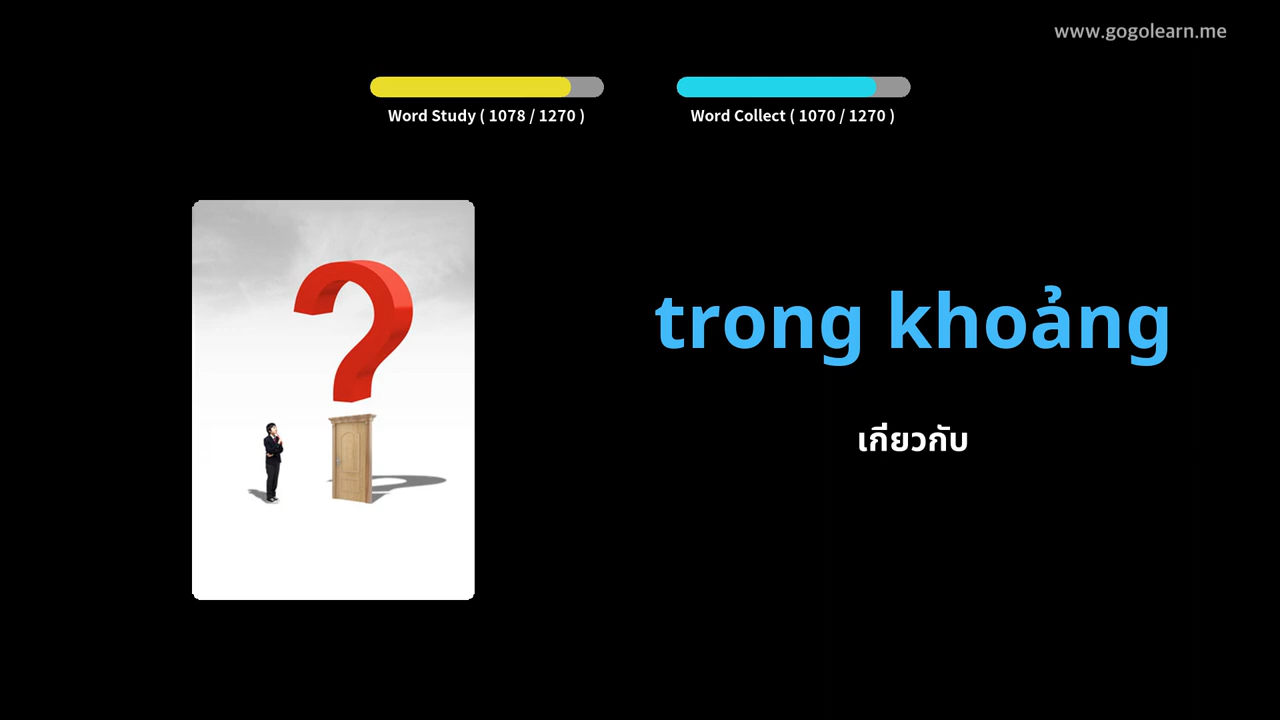 www.gogolearn.me
Word Study ( 1078 / 1270 )
Word Collect ( 1070 / 1270 )
trong khoảng
เกี่ยวกับ